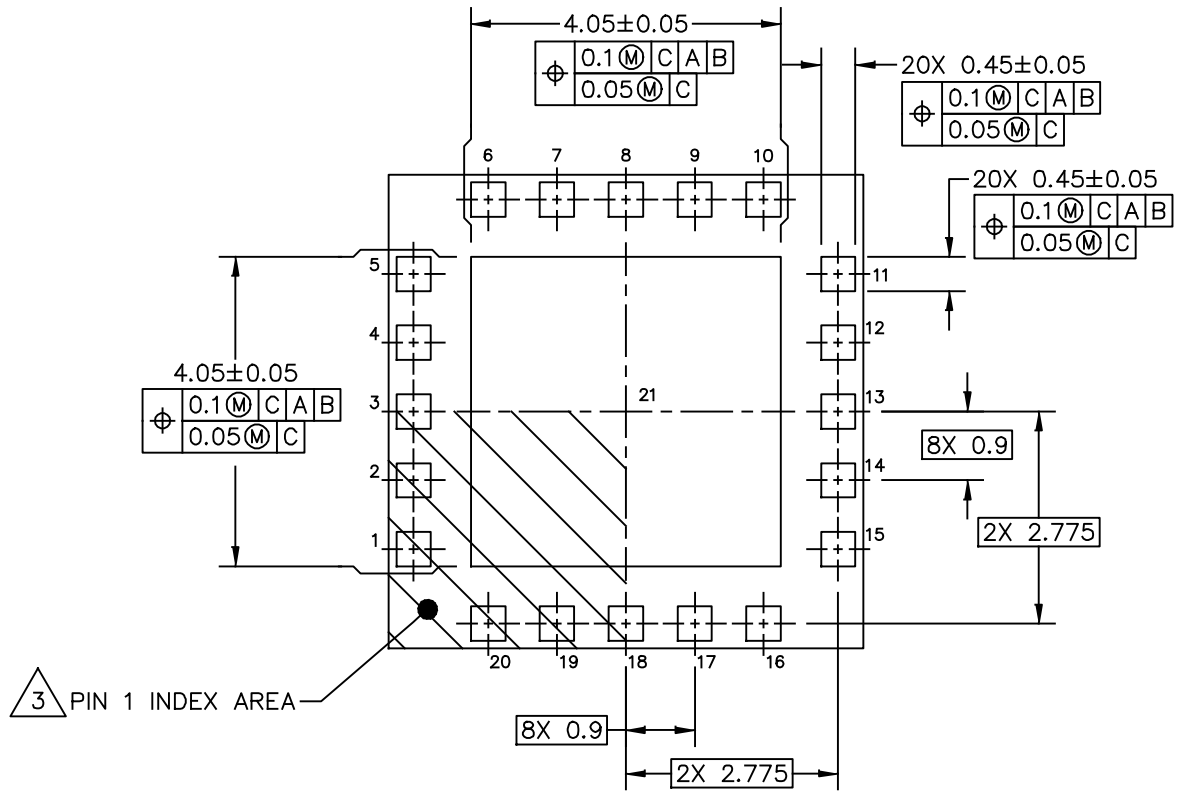 4.05±0.05
⌖ 0.1 Ⓜ C A B
0.05 Ⓜ C
20X 0.45±0.05
⌖ 0.1 Ⓜ C A B
0.05 Ⓜ C
20X 0.45±0.05
⌖ 0.1 Ⓜ C A B
0.05 Ⓜ C
6 7 8 9 10
5 11
4 12
4.05±0.05
⌖ 0.1 Ⓜ C A B
0.05 Ⓜ C
3 21 13
8X 0.9
2 14
2X 2.775
1 15
20 19 18 17 16
3 PIN 1 INDEX AREA
8X 0.9
2X 2.775